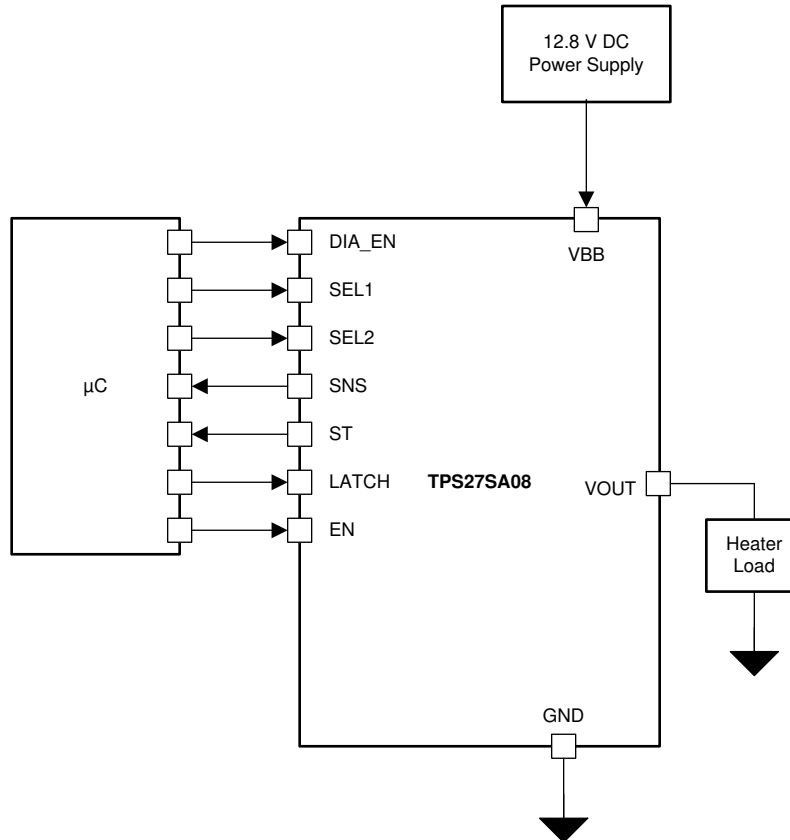 12.8 V DC
Power Supply
DIA_EN
VBB
SEL1
SEL2
µC
SNS
ST
LATCH
TPS27SA08
VOUT
EN
Heater
Load
GND